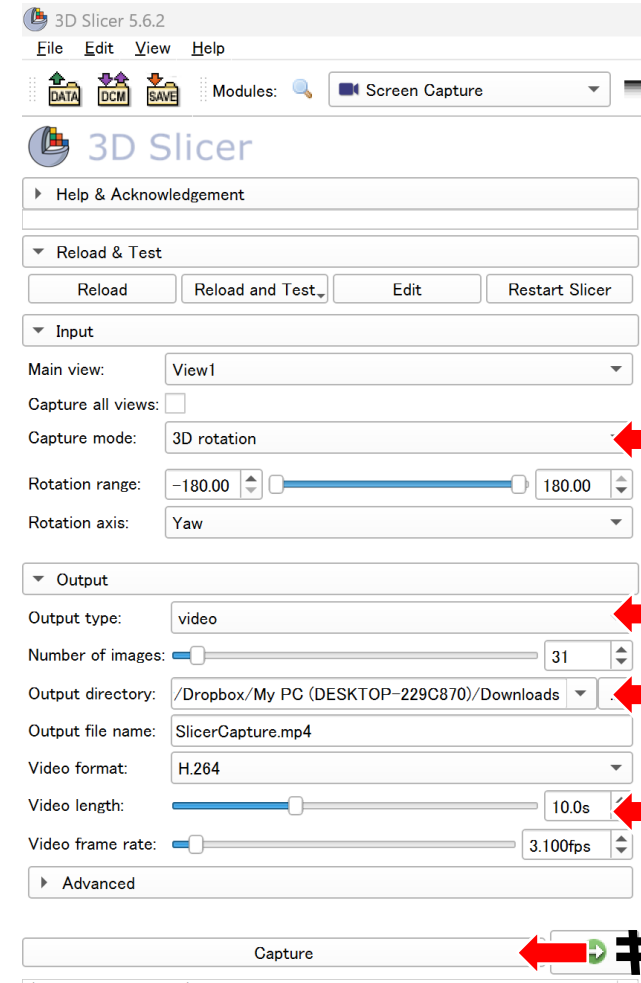 3D Slicer 5.6.2
File Edit View Help
DATA DCM SAVE Modules: Screen Capture
3D Slicer
Help & Acknowledgement
Reload & Test
Reload Reload and Test Edit Restart Slicer
Input
Main view: View1
Capture all views:
Capture mode: 3D rotation
Rotation range: -180.00 180.00
Rotation axis: Yaw
Output
Output type: video
Number of images: 31
Output directory: /Dropbox/My PC (DESKTOP-229C870)/Downloads
Output file name: SlicerCapture.mp4
Video format: H.264
Video length: 10.0s
Video frame rate: 3.100fps
Advanced
Capture